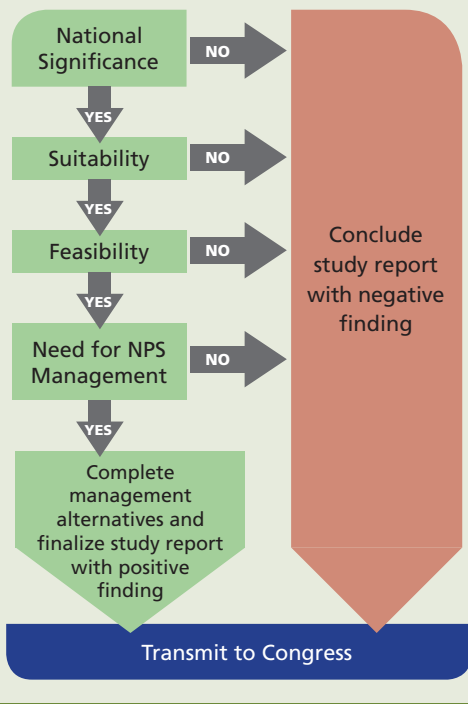 National
Significance
NO
YES
Suitability
NO
YES
Feasibility
NO
YES
Need for NPS
Management
NO
YES
Conclude
study report
with negative
finding
Complete
management
alternatives and
finalize study report
with positive
finding
Transmit to Congress